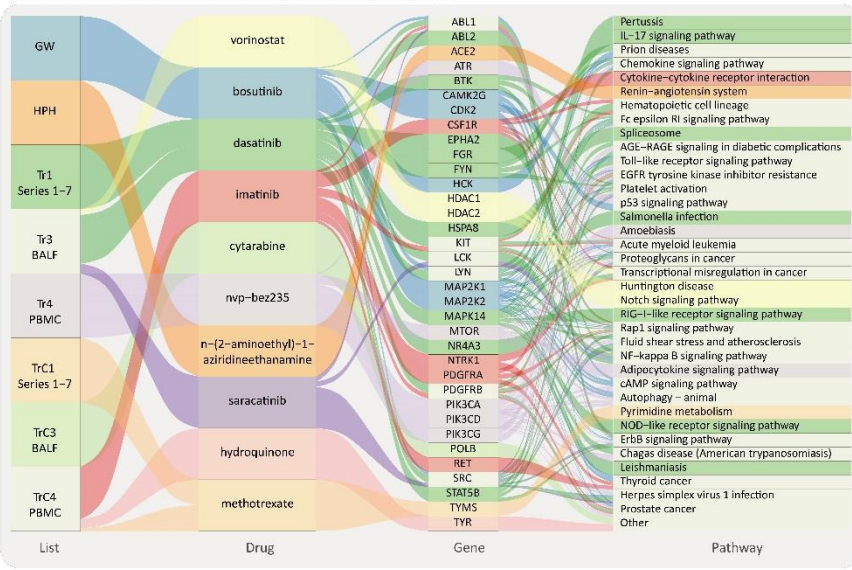 GW
HPH
Tr1
Series 1–7
Tr3
BALF
Tr4
PBMC
TrC1
Series 1–7
TrC3
BALF
TrC4
PBMC
List
vorinostat
bosutinib
dasatinib
imatinib
cytarabine
nvp–bez235
n–(2–aminoethyl)–1–
aziridineethanamine
saracatinib
hydroquinone
methotrexate
Drug
ABL1
ABL2
ACE2
ATR
BTK
CAMK2G
CDK2
CSF1R
EPHA2
FGR
FYN
HCK
HDAC1
HDAC2
HSPA8
KIT
LCK
LYN
MAP2K1
MAP2K2
MAPK14
MTOR
NR4A3
NTRK1
PDGFRA
PDGFRB
PIK3CA
PIK3CD
PIK3CG
POLB
RET
SRC
STAT5B
TYMS
TYR
Gene
Pertussis
IL–17 signaling pathway
Prion diseases
Chemokine signaling pathway
Cytokine–cytokine receptor interaction
Renin–angiotensin system
Hematopoietic cell lineage
Fc epsilon RI signaling pathway
Spliceosome
AGE–RAGE signaling in diabetic complications
Toll–like receptor signaling pathway
EGFR tyrosine kinase inhibitor resistance
Platelet activation
p53 signaling pathway
Salmonella infection
Amoebiasis
Acute myeloid leukemia
Proteoglycans in cancer
Transcriptional misregulation in cancer
Huntington disease
Notch signaling pathway
RIG–I–like receptor signaling pathway
Rap1 signaling pathway
Fluid shear stress and atherosclerosis
NF–kappa B signaling pathway
Adipocytokine signaling pathway
cAMP signaling pathway
Autophagy – animal
Pyrimidine metabolism
NOD–like receptor signaling pathway
ErbB signaling pathway
Chagas disease (American trypanosomiasis)
Leishmaniasis
Thyroid cancer
Herpes simplex virus 1 infection
Prostate cancer
Other
Pathway